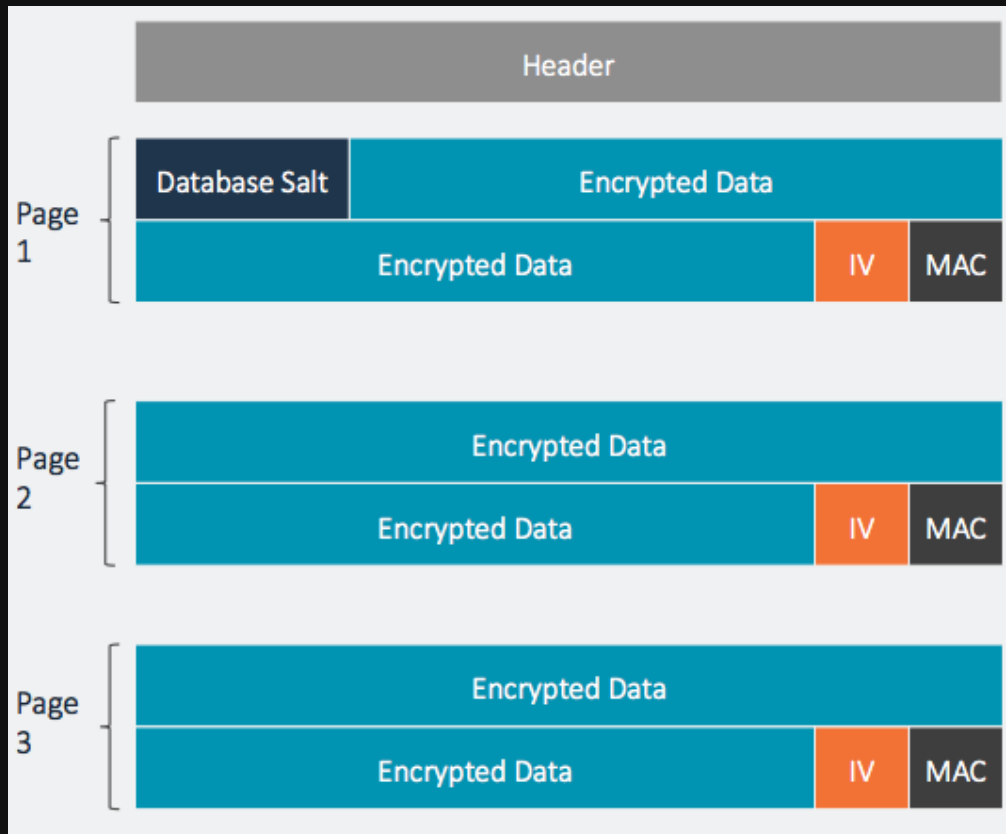 Header
Page
1
Database Salt Encrypted Data
Encrypted Data IV MAC
Page
2
Encrypted Data
Encrypted Data IV MAC
Page
3
Encrypted Data
Encrypted Data IV MAC